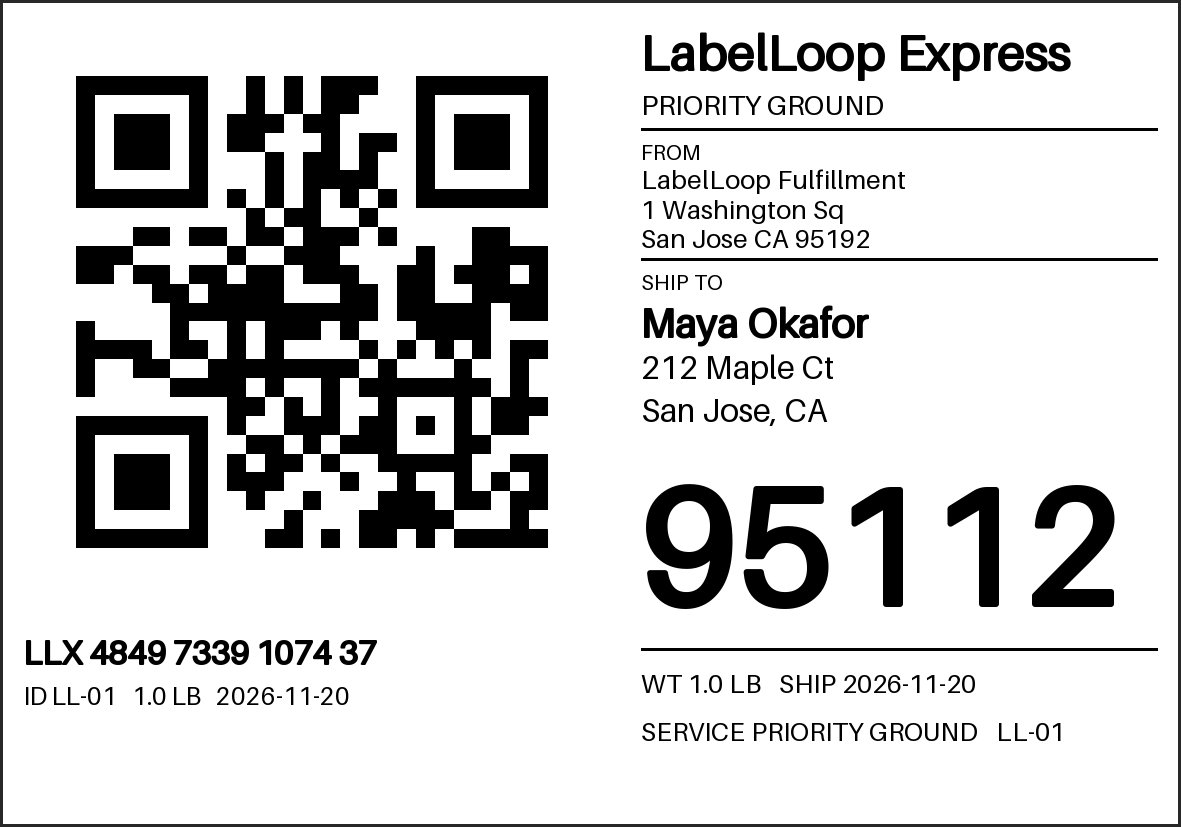 LabelLoop Express
PRIORITY GROUND
FROM
LabelLoop Fulfillment
1 Washington Sq
San Jose CA 95192
SHIP TO
Maya Okafor
212 Maple Ct
San Jose, CA
95112
LLX 4849 7339 1074 37
ID LL-01 1.0 LB 2026-11-20
WT 1.0 LB SHIP 2026-11-20
SERVICE PRIORITY GROUND LL-01